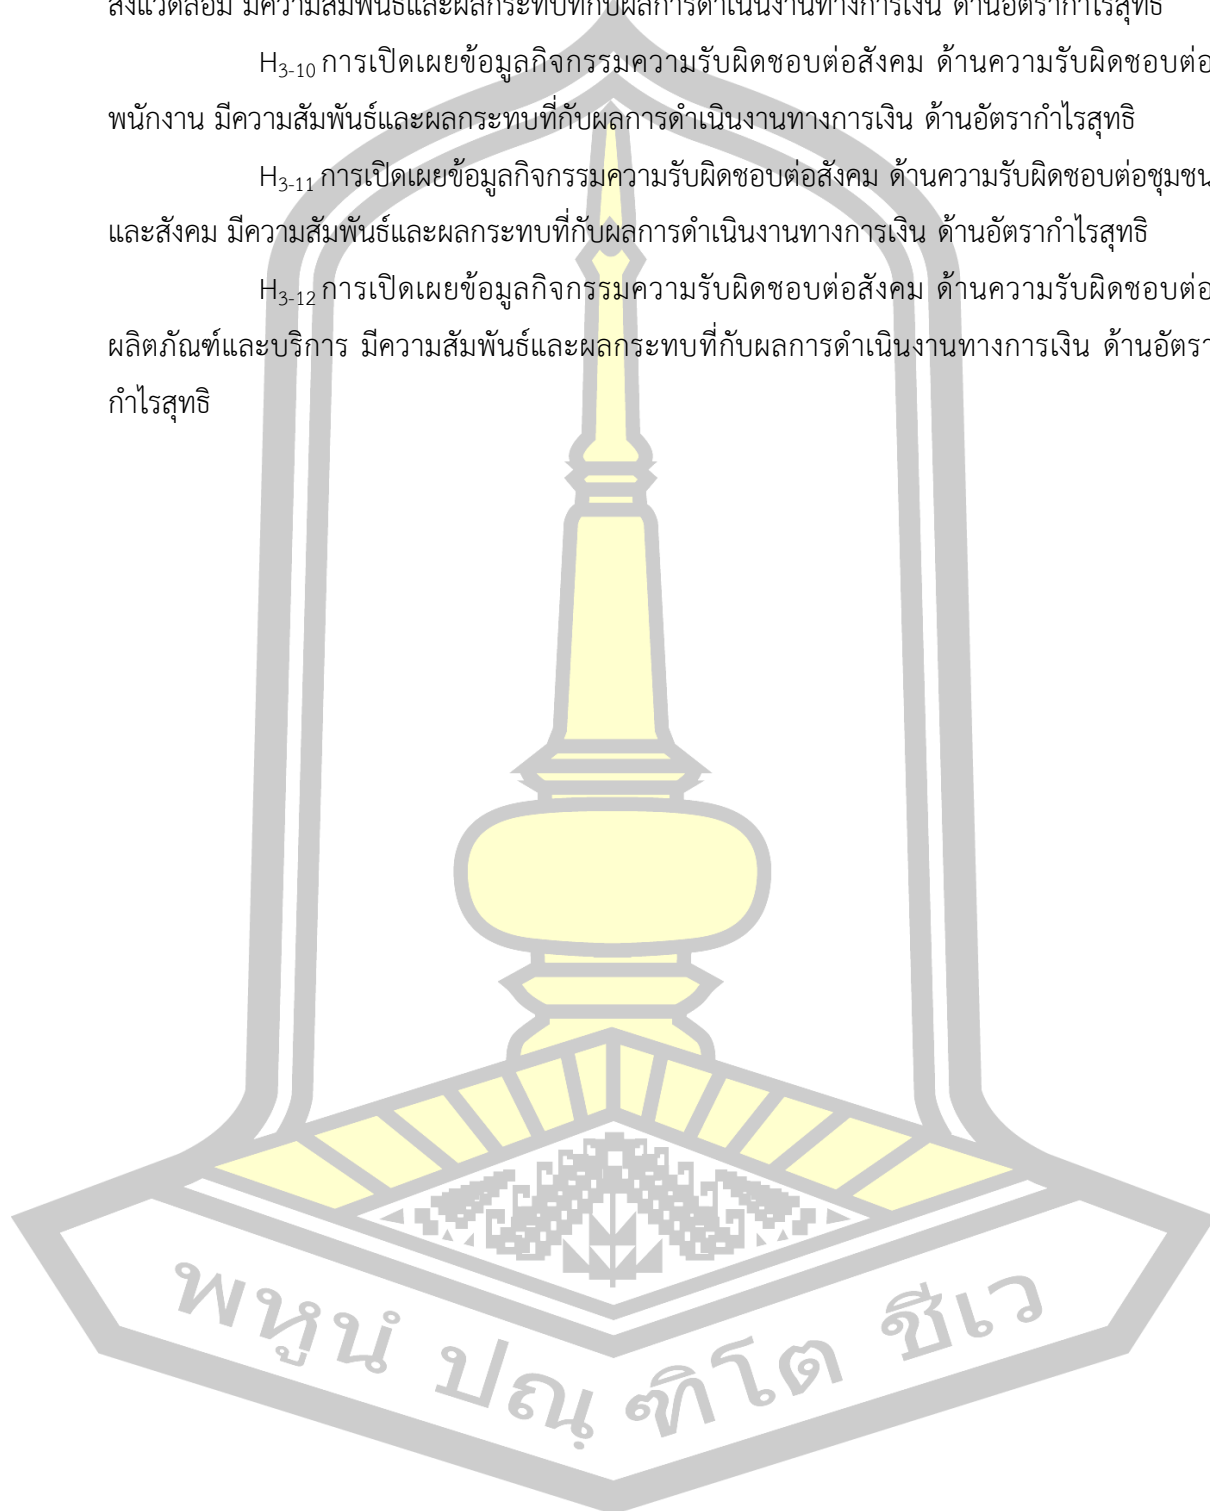 สิ่งแวดล้อม มีความสัมพันธ์และผลกระทบที่กับผลการดำเนินงานทางการเงิน ด้านอัตรากำไรสุทธิ
H3-10 การเปิดเผยข้อมูลกิจกรรมความรับผิดชอบต่อสังคม ด้านความรับผิดชอบต่อ
พนักงาน มีความสัมพันธ์และผลกระทบที่กับผลการดำเนินงานทางการเงิน ด้านอัตรากำไรสุทธิ
H3-11 การเปิดเผยข้อมูลกิจกรรมความรับผิดชอบต่อสังคม ด้านความรับผิดชอบต่อชุมชน
และสังคม มีความสัมพันธ์และผลกระทบที่กับผลการดำเนินงานทางการเงิน ด้านอัตรากำไรสุทธิ
H3-12 การเปิดเผยข้อมูลกิจกรรมความรับผิดชอบต่อสังคม ด้านความรับผิดชอบต่อ
ผลิตภัณฑ์และบริการ มีความสัมพันธ์และผลกระทบที่กับผลการดำเนินงานทางการเงิน ด้านอัตรา
กำไรสุทธิ
พหูนํ ปณฺฑิโต ชีเว